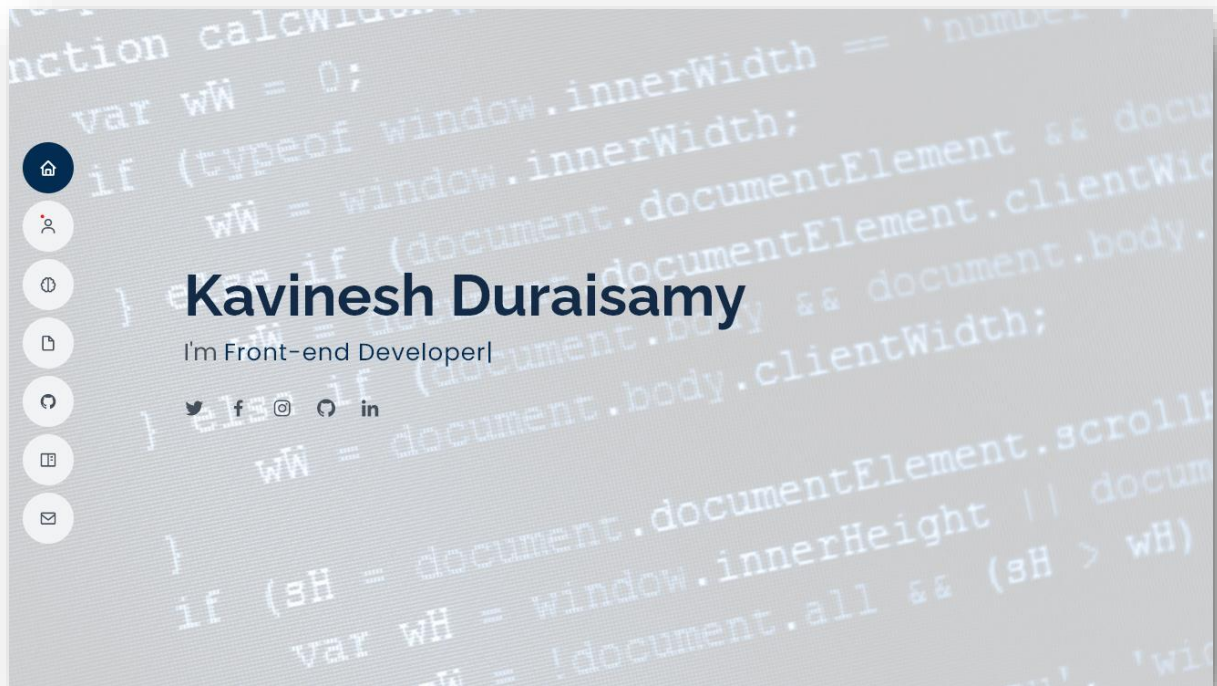 nction calcWidth
var wW = 0;
if (typeof window.innerWidth == 'number'
wW = window.innerWidth;
} else if (document.documentElement && docu
wW = document.documentElement.clientWid
Kavinesh Duraisamy
} else if (document.body && document.body.
I'm Front-end Developer|
wW = document.body.clientWidth;
}
if (sH = document.documentElement.scrollH
var wH = window.innerHeight || docum
= !document.all && (sH > wH)